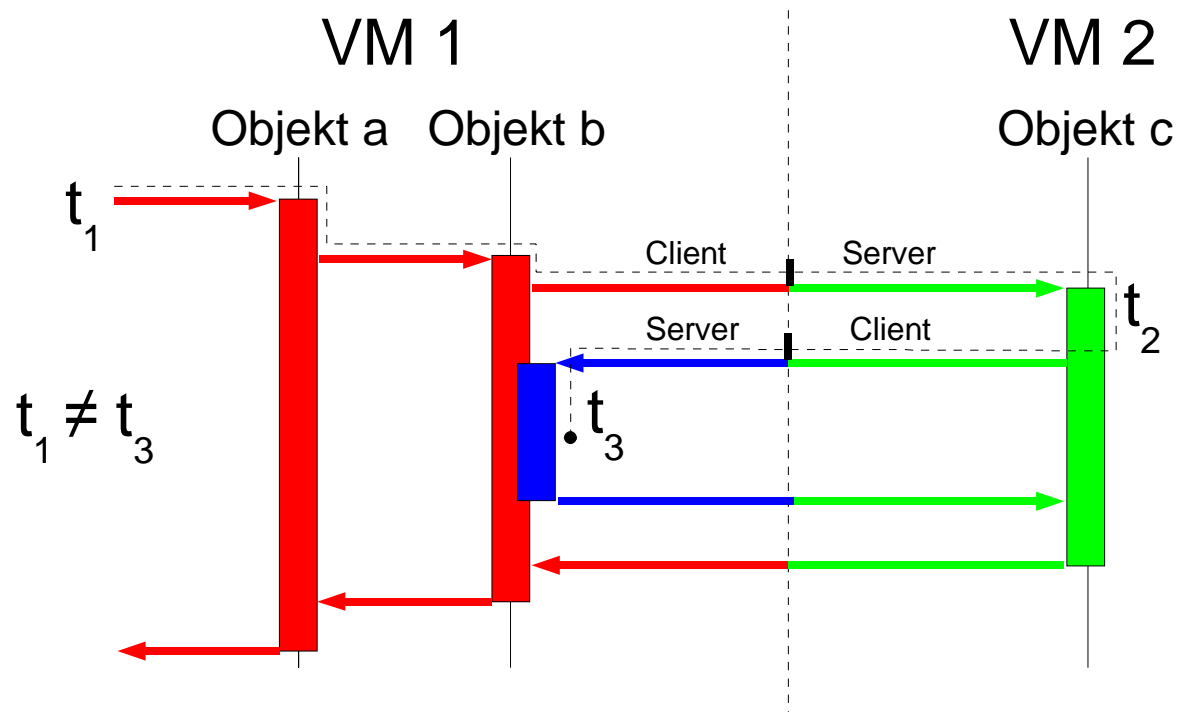 VM 1 VM 2
Objekt a Objekt b Objekt c
t₁
Client Server
t₂
Server Client
t₁ ≠ t₃
t₃